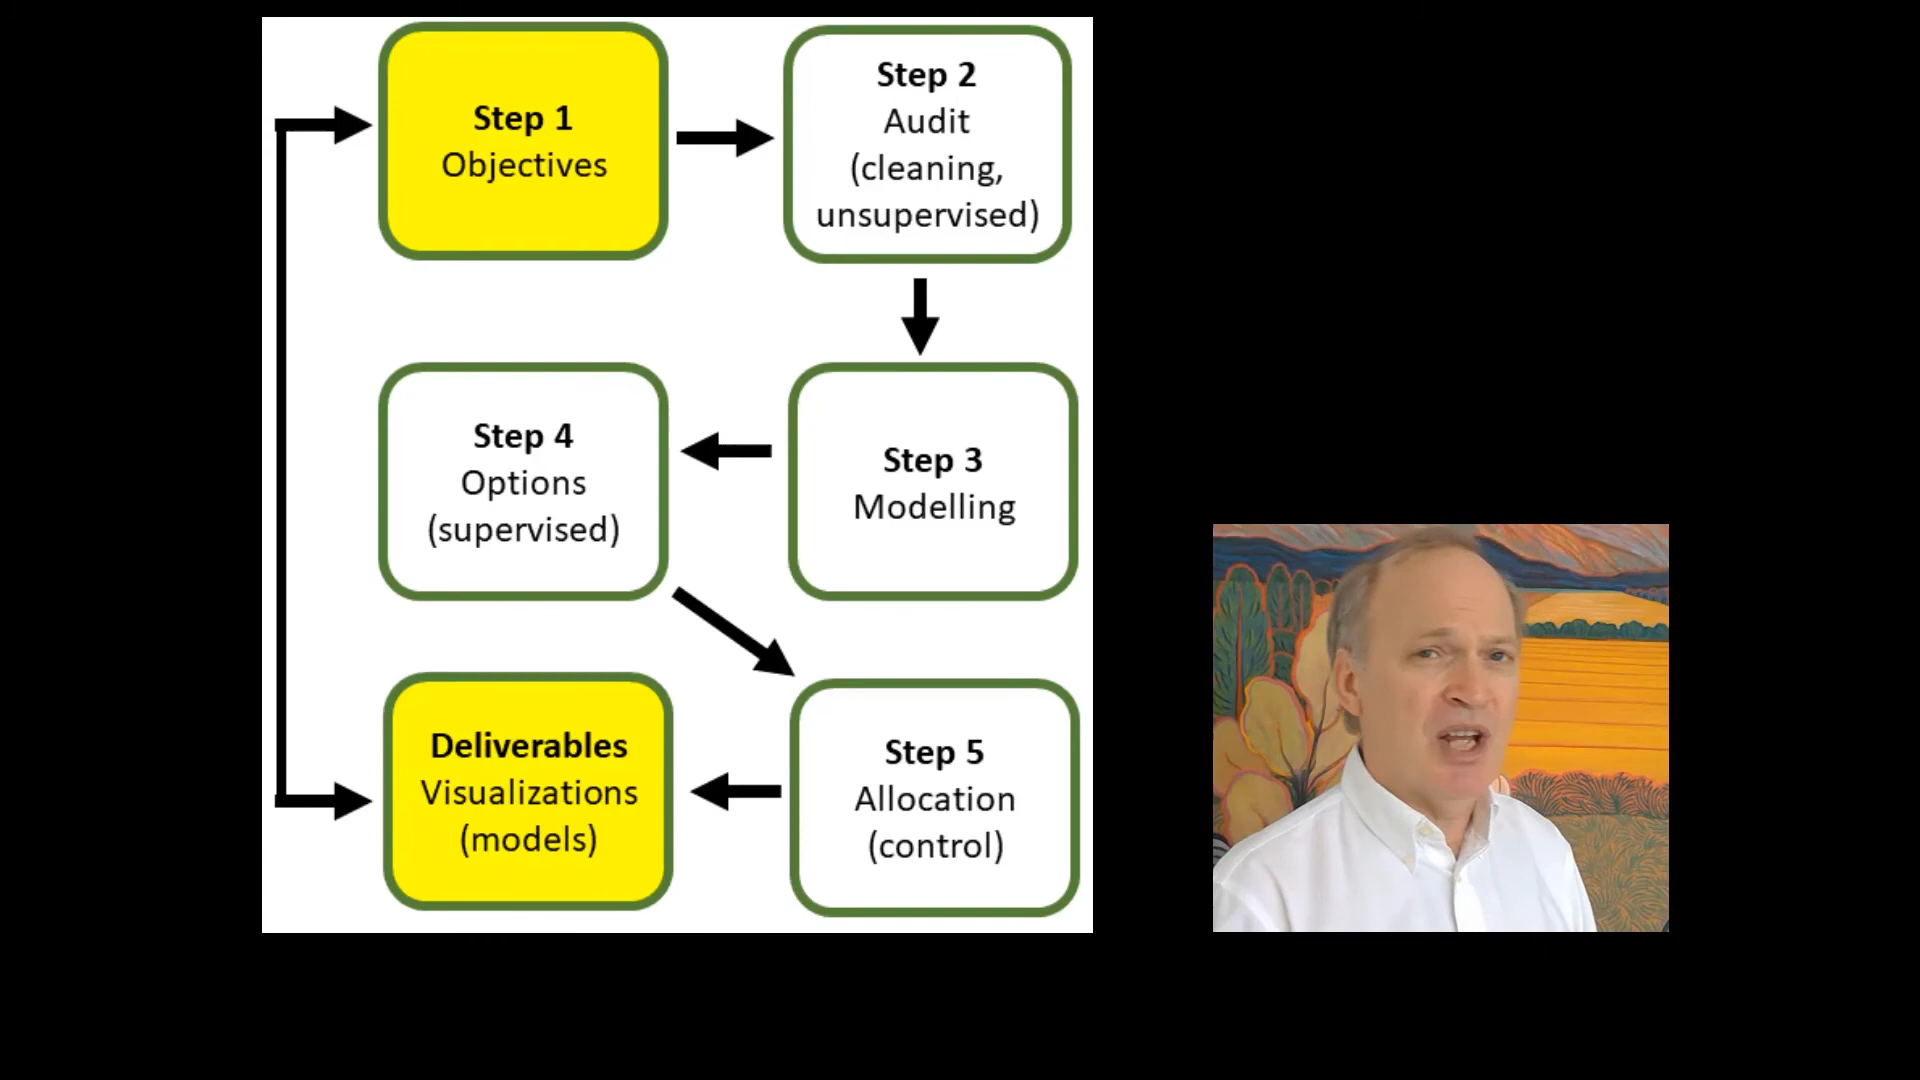 Step 1
Objectives
Step 2
Audit
(cleaning,
unsupervised)
Step 4
Options
(supervised)
Step 3
Modelling
Deliverables
Visualizations
(models)
Step 5
Allocation
(control)